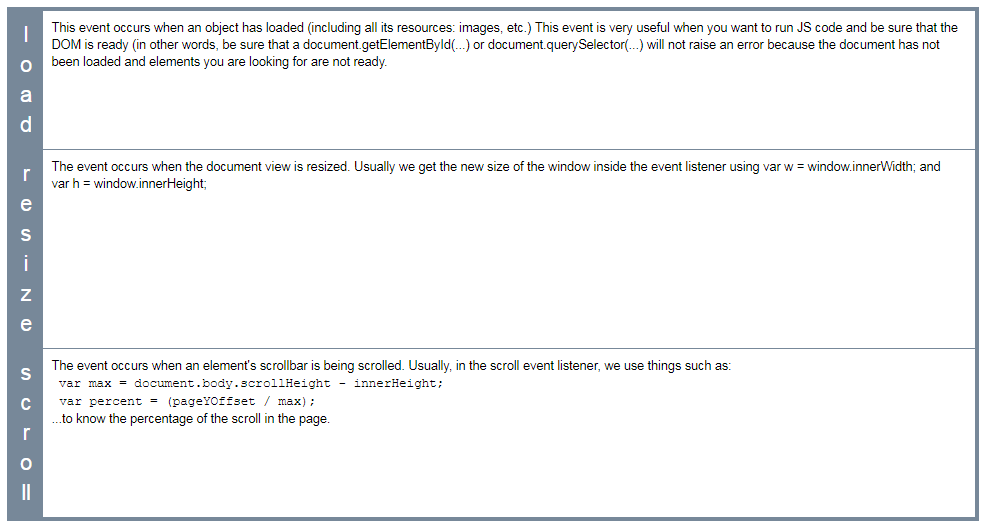 load
This event occurs when an object has loaded (including all its resources: images, etc.) This event is very useful when you want to run JS code and be sure that the
DOM is ready (in other words, be sure that a document.getElementById(...) or document.querySelector(...) will not raise an error because the document has not
been loaded and elements you are looking for are not ready.
resize
The event occurs when the document view is resized. Usually we get the new size of the window inside the event listener using var w = window.innerWidth; and
var h = window.innerHeight;
scroll
The event occurs when an element's scrollbar is being scrolled. Usually, in the scroll event listener, we use things such as:
var max = document.body.scrollHeight - innerHeight;
var percent = (pageYOffset / max);
...to know the percentage of the scroll in the page.